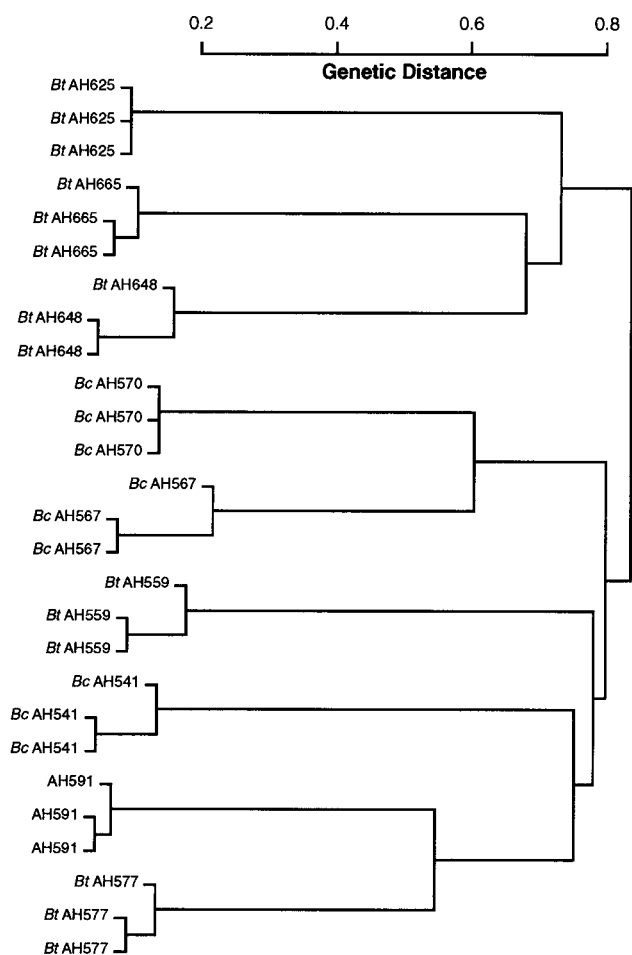 0.2 0.4 0.6 0.8
Genetic Distance
Bt AH625
Bt AH625
Bt AH625
Bt AH665
Bt AH665
Bt AH665
Bt AH648
Bt AH648
Bt AH648
Bc AH570
Bc AH570
Bc AH570
Bc AH567
Bc AH567
Bc AH567
Bt AH559
Bt AH559
Bt AH559
Bc AH541
Bc AH541
Bc AH541
AH591
AH591
AH591
Bt AH577
Bt AH577
Bt AH577